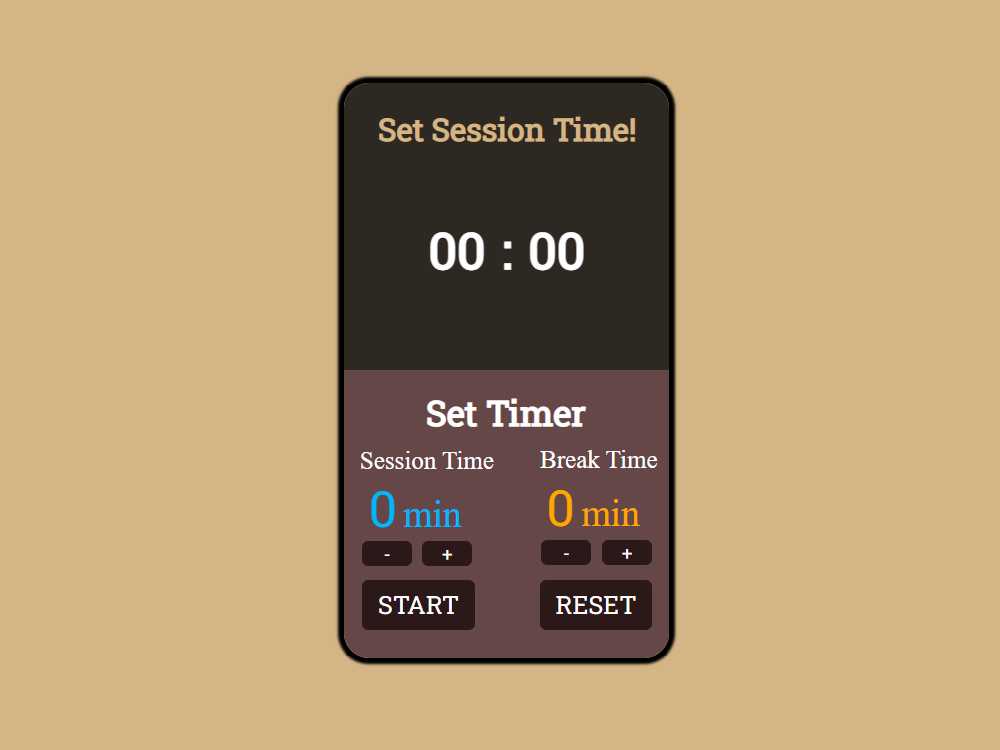 Set Session Time!
00 : 00
Set Timer
Session Time Break Time
0 min 0 min
- + - +
START RESET